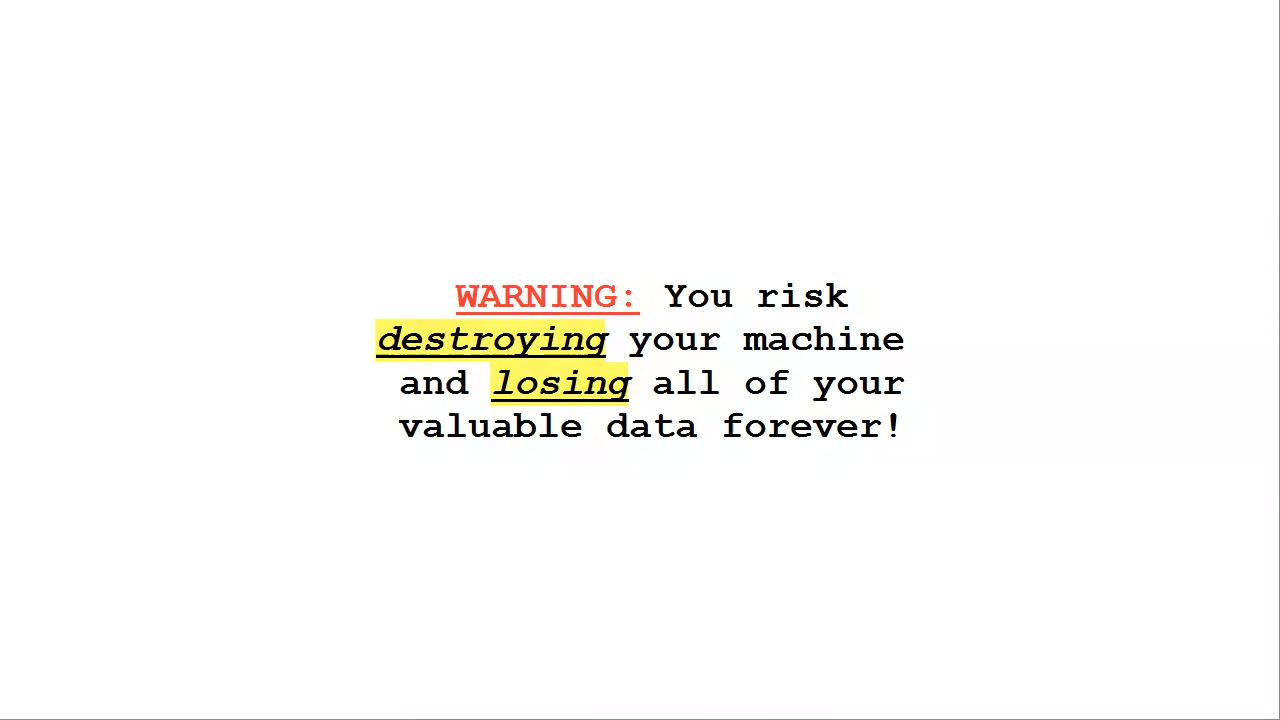 WARNING: You risk
destroying your machine
and losing all of your
valuable data forever!